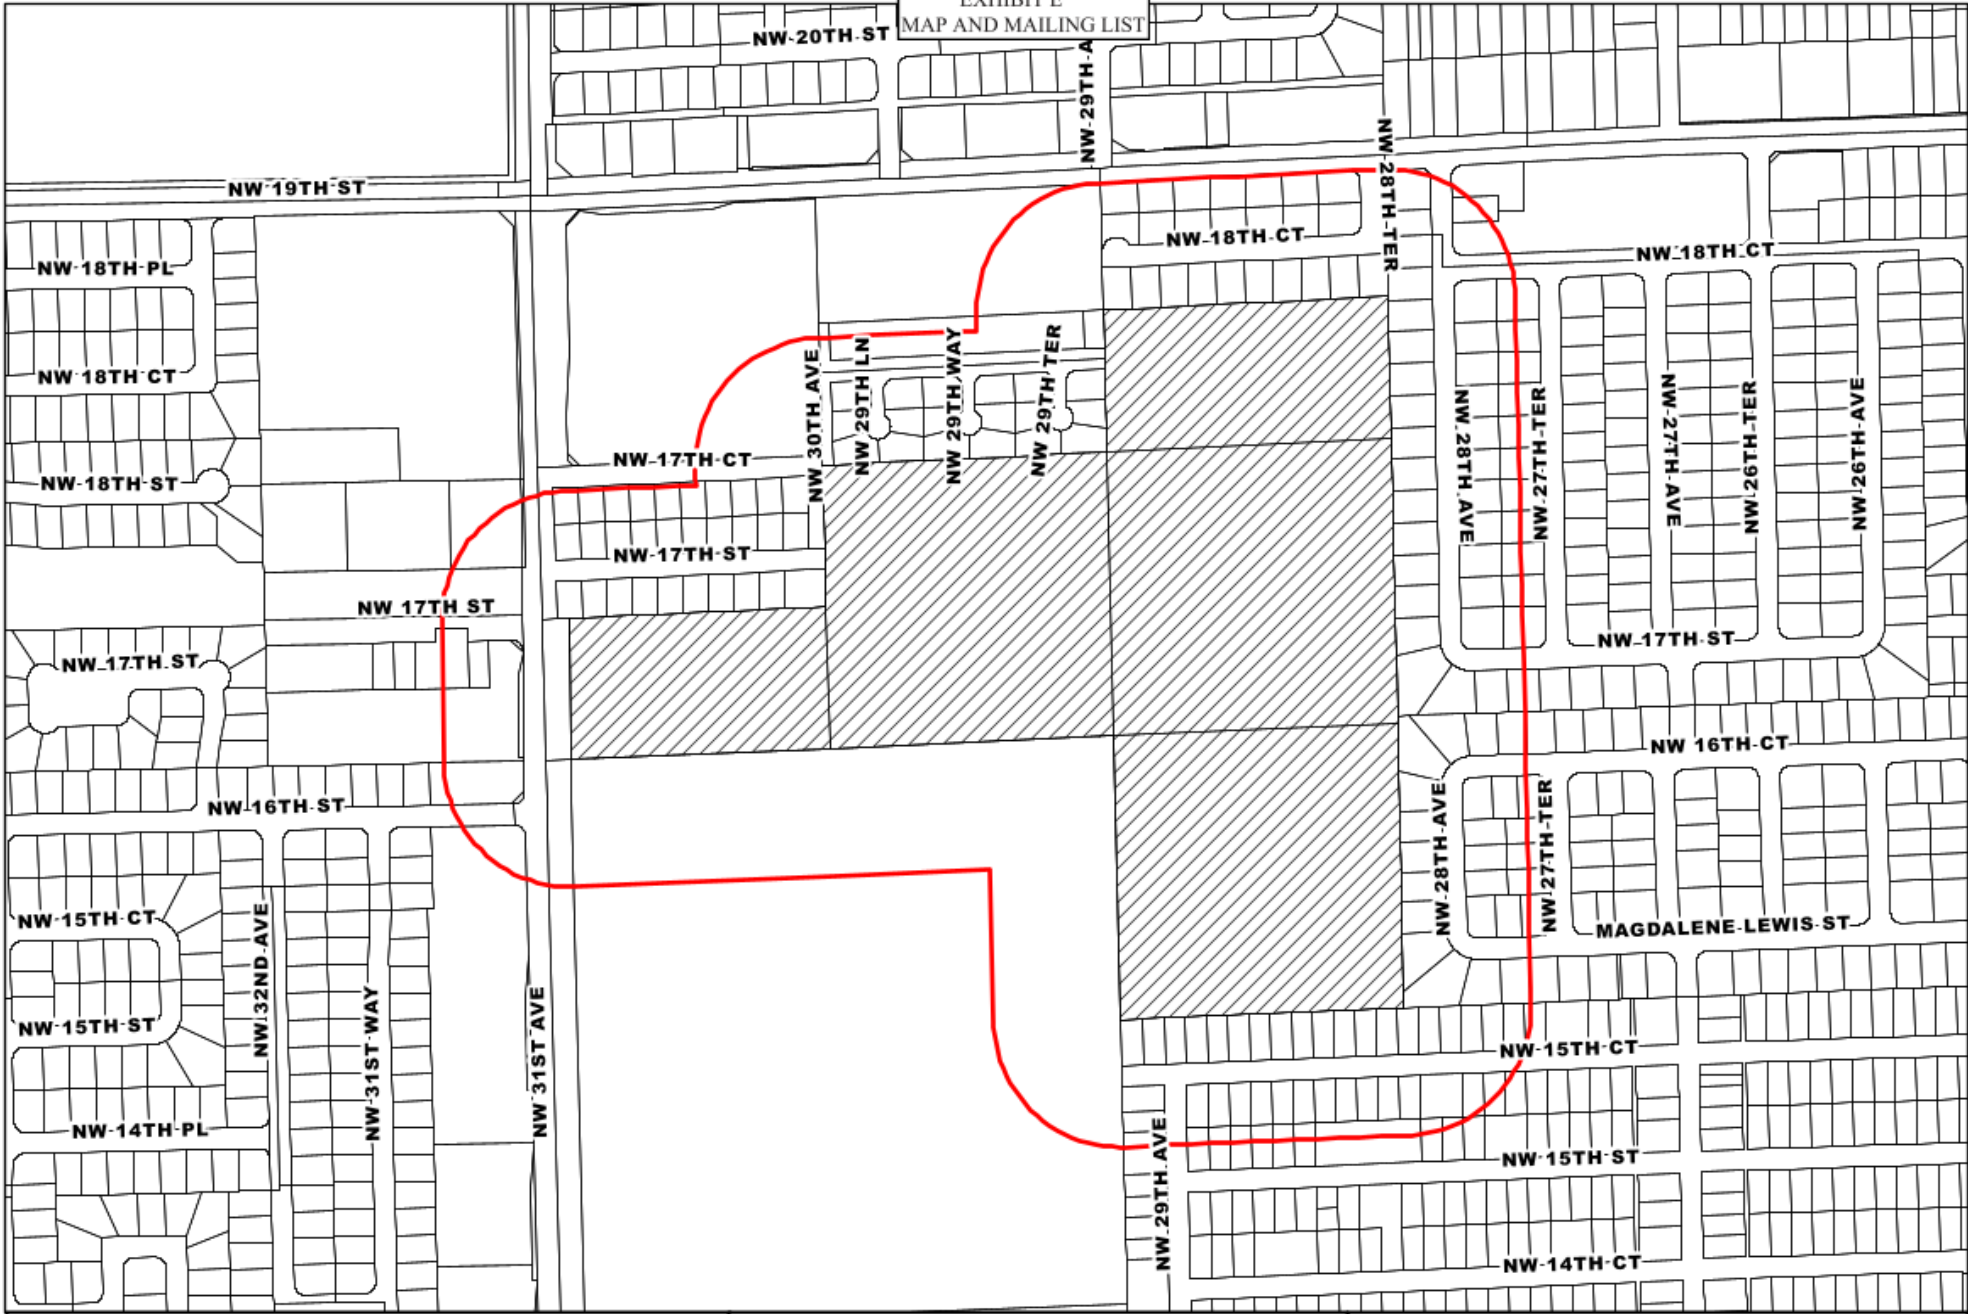 EXHIBIT E
MAP AND MAILING LIST
NW 20TH ST
NW 29TH A
NW 19TH ST
NW 28TH TER
NW 18TH CT
NW 18TH CT
NW 18TH PL
NW 18TH CT
NW 30TH AVE
NW 29TH LN
NW 29TH WAY
NW 29TH TER
NW 28TH AVE
NW 27TH TER
NW 27TH AVE
NW 26TH TER
NW 26TH AVE
NW 17TH CT
NW 18TH ST
NW 17TH ST
NW 17TH ST
NW 17TH ST
NW 17TH ST
NW 16TH CT
NW 16TH ST
NW 28TH AVE
NW 27TH TER
NW 15TH CT
MAGDALENE LEWIS ST
NW 32ND AVE
NW 31ST WAY
NW 31ST AVE
NW 15TH ST
NW 15TH CT
NW 14TH PL
NW 29TH AVE
NW 15TH ST
NW 14TH CT